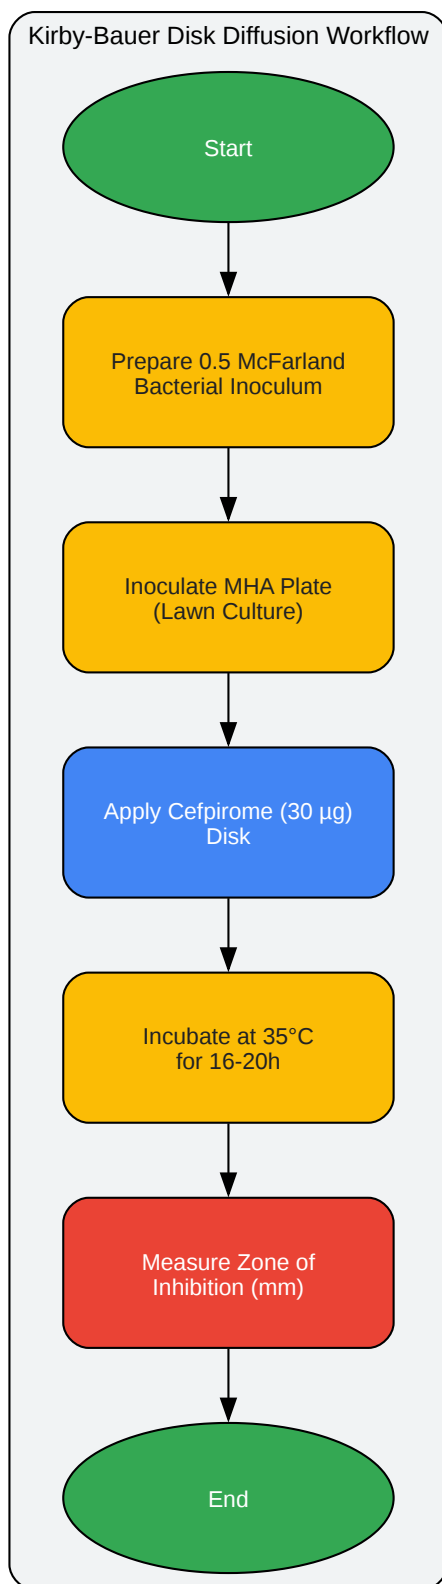 Kirby-Bauer Disk Diffusion Workflow
Start
Prepare 0.5 McFarland
Bacterial Inoculum
Inoculate MHA Plate
(Lawn Culture)
Apply Cefpirome (30 µg)
Disk
Incubate at 35°C
for 16-20h
Measure Zone of
Inhibition (mm)
End